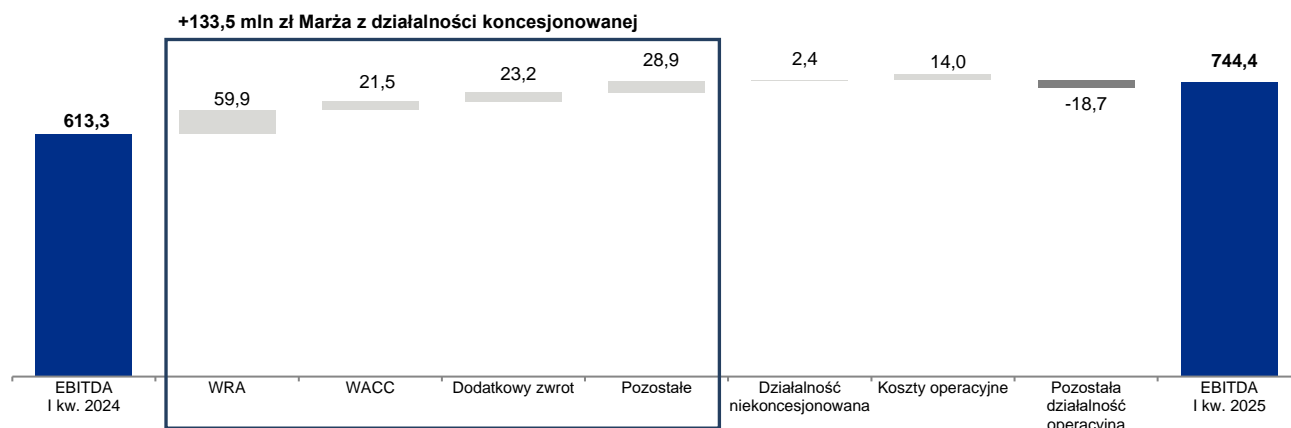 +133,5 mln zł Marża z działalności koncesjonowanej
613,3
59,9
21,5
23,2
28,9
2,4
14,0
-18,7
744,4
EBITDA
I kw. 2024
WRA
WACC
Dodatkowy zwrot
Pozostałe
Działalność
niekoncesjonowana
Koszty operacyjne
Pozostała
działalność
operacyjna
EBITDA
I kw. 2025